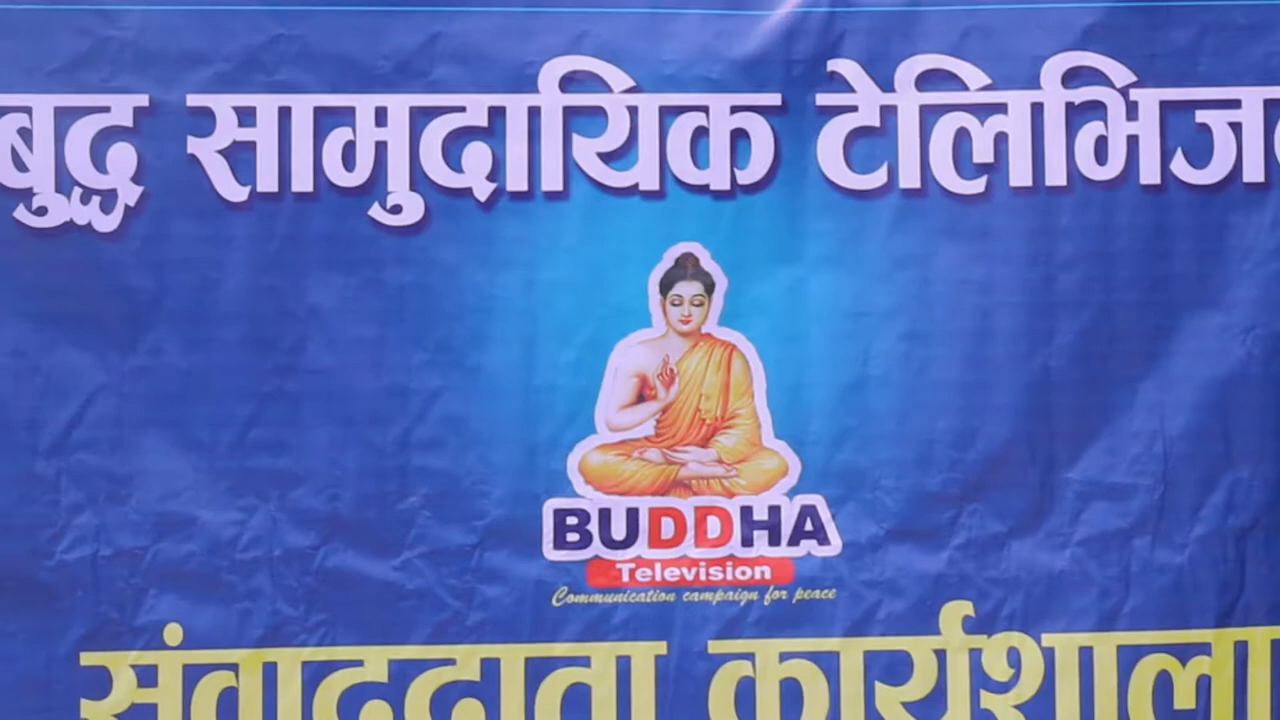 बुद्ध सामुदायिक टेलिभिज
BUDDHA
Television
Communication campaign for peace
संवाददाता कार्यशाला